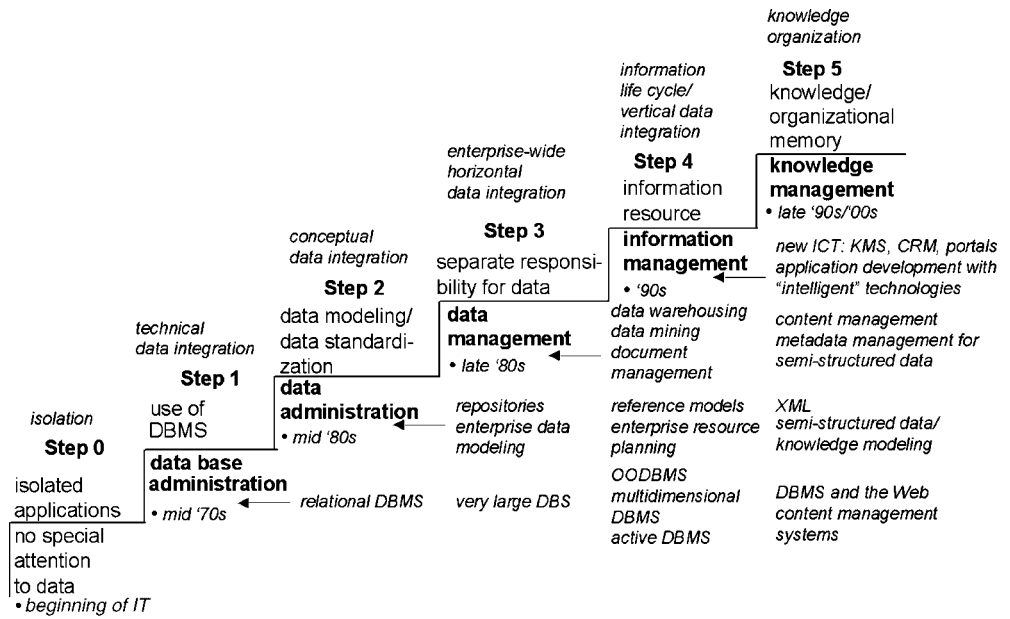 isolation
Step 0
isolated
applications
no special
attention
to data
• beginning of IT
technical
data integration
Step 1
use of
DBMS
data base
administration
• mid ‘70s
relational DBMS
very large DBS
OODBMS
multidimensional
DBMS
active DBMS
DBMS and the Web
content management
systems
conceptual
data integration
Step 2
data modeling/
data standardi-
zation
data
administration
• mid ‘80s
repositories
enterprise data
modeling
reference models
enterprise resource
planning
XML
semi-structured data/
knowledge modeling
enterprise-wide
horizontal
data integration
Step 3
separate responsi-
bility for data
data
management
• late ‘80s
data warehousing
data mining
document
management
content management
metadata management for
semi-structured data
information
life cycle/
vertical data
integration
Step 4
information
resource
information
management
• ‘90s
new ICT: KMS, CRM, portals
application development with
“intelligent” technologies
knowledge
organization
Step 5
knowledge/
organizational
memory
knowledge
management
• late ‘90s/‘00s